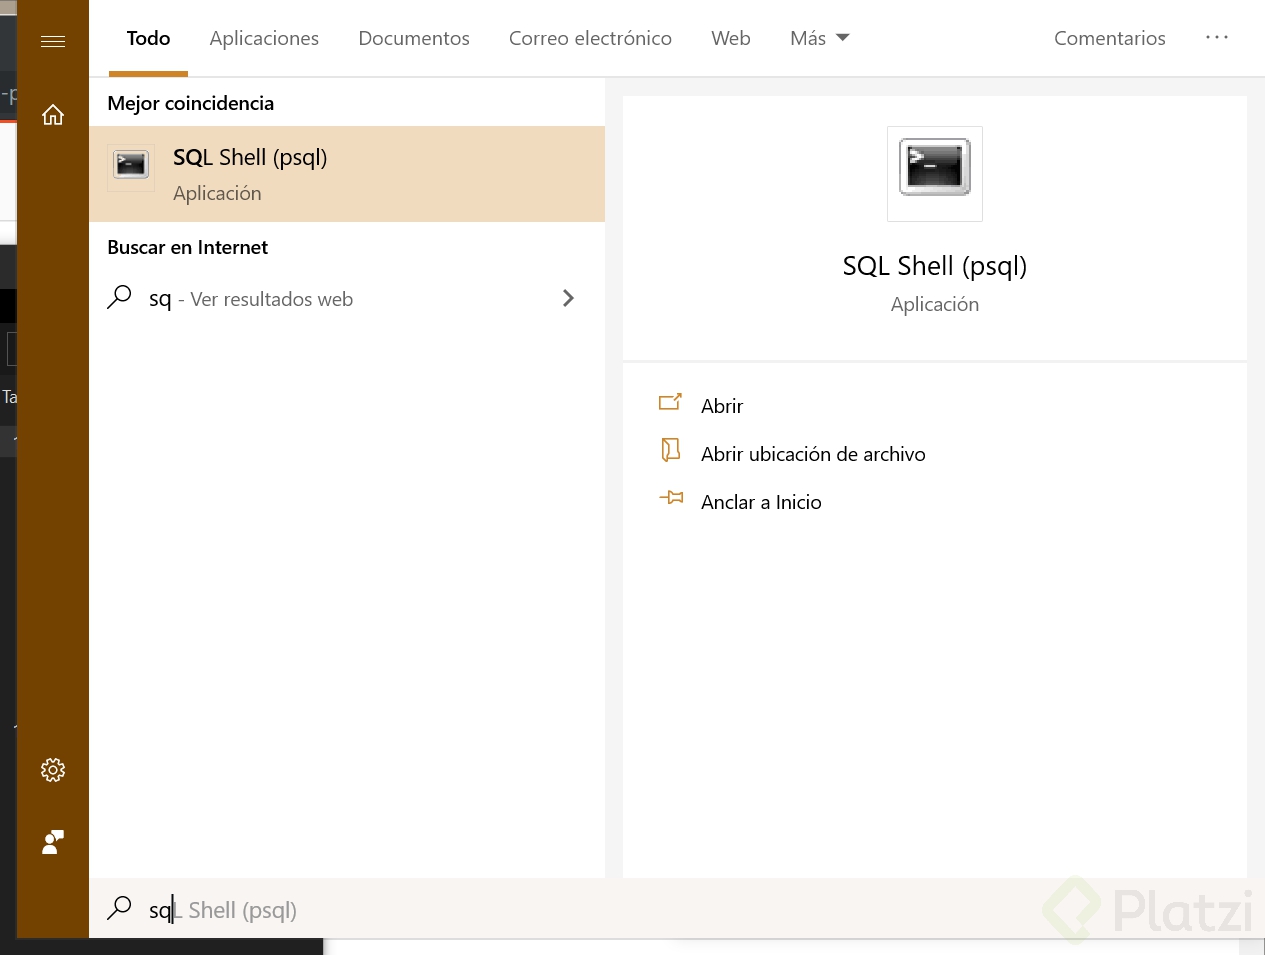 Todo Aplicaciones Documentos Correo electrónico Web Más Comentarios ...
Mejor coincidencia
SQL Shell (psql)
Aplicación
Buscar en Internet
sq - Ver resultados web
SQL Shell (psql)
Aplicación
Abrir
Abrir ubicación de archivo
Anclar a Inicio
-p
Ta
sqL Shell (psql)
Platzi